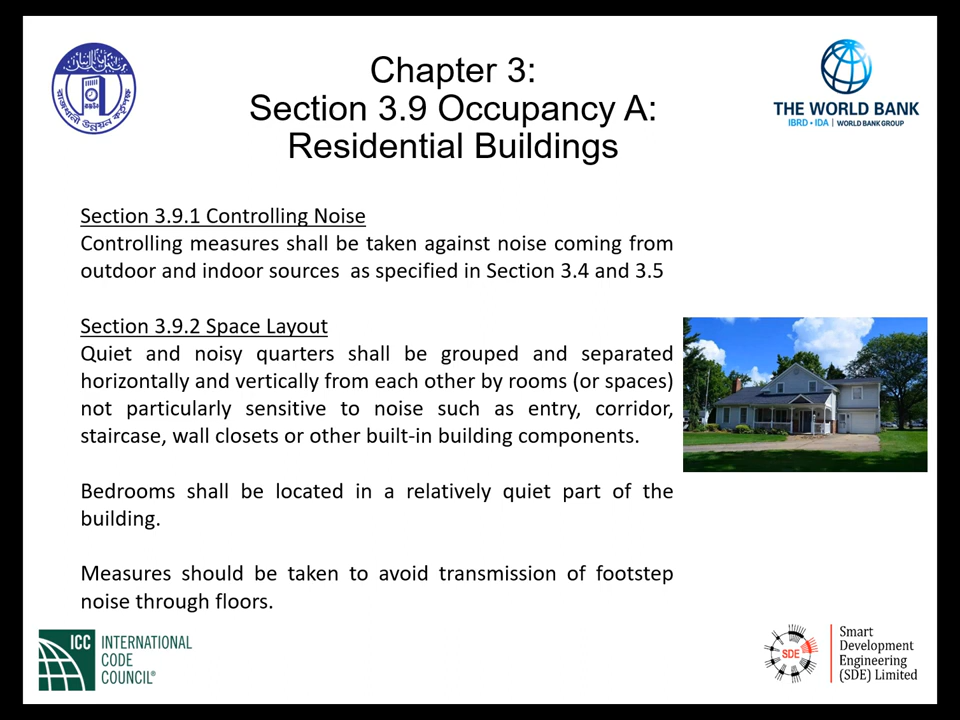 Chapter 3:
Section 3.9 Occupancy A:
Residential Buildings
THE WORLD BANK
IBRD • IDA | WORLD BANK GROUP
Section 3.9.1 Controlling Noise
Controlling measures shall be taken against noise coming from
outdoor and indoor sources as specified in Section 3.4 and 3.5
Section 3.9.2 Space Layout
Quiet and noisy quarters shall be grouped and separated
horizontally and vertically from each other by rooms (or spaces)
not particularly sensitive to noise such as entry, corridor,
staircase, wall closets or other built-in building components.
Bedrooms shall be located in a relatively quiet part of the
building.
Measures should be taken to avoid transmission of footstep
noise through floors.
ICC
INTERNATIONAL
CODE
COUNCIL®
SDE
Smart
Development
Engineering
(SDE) Limited